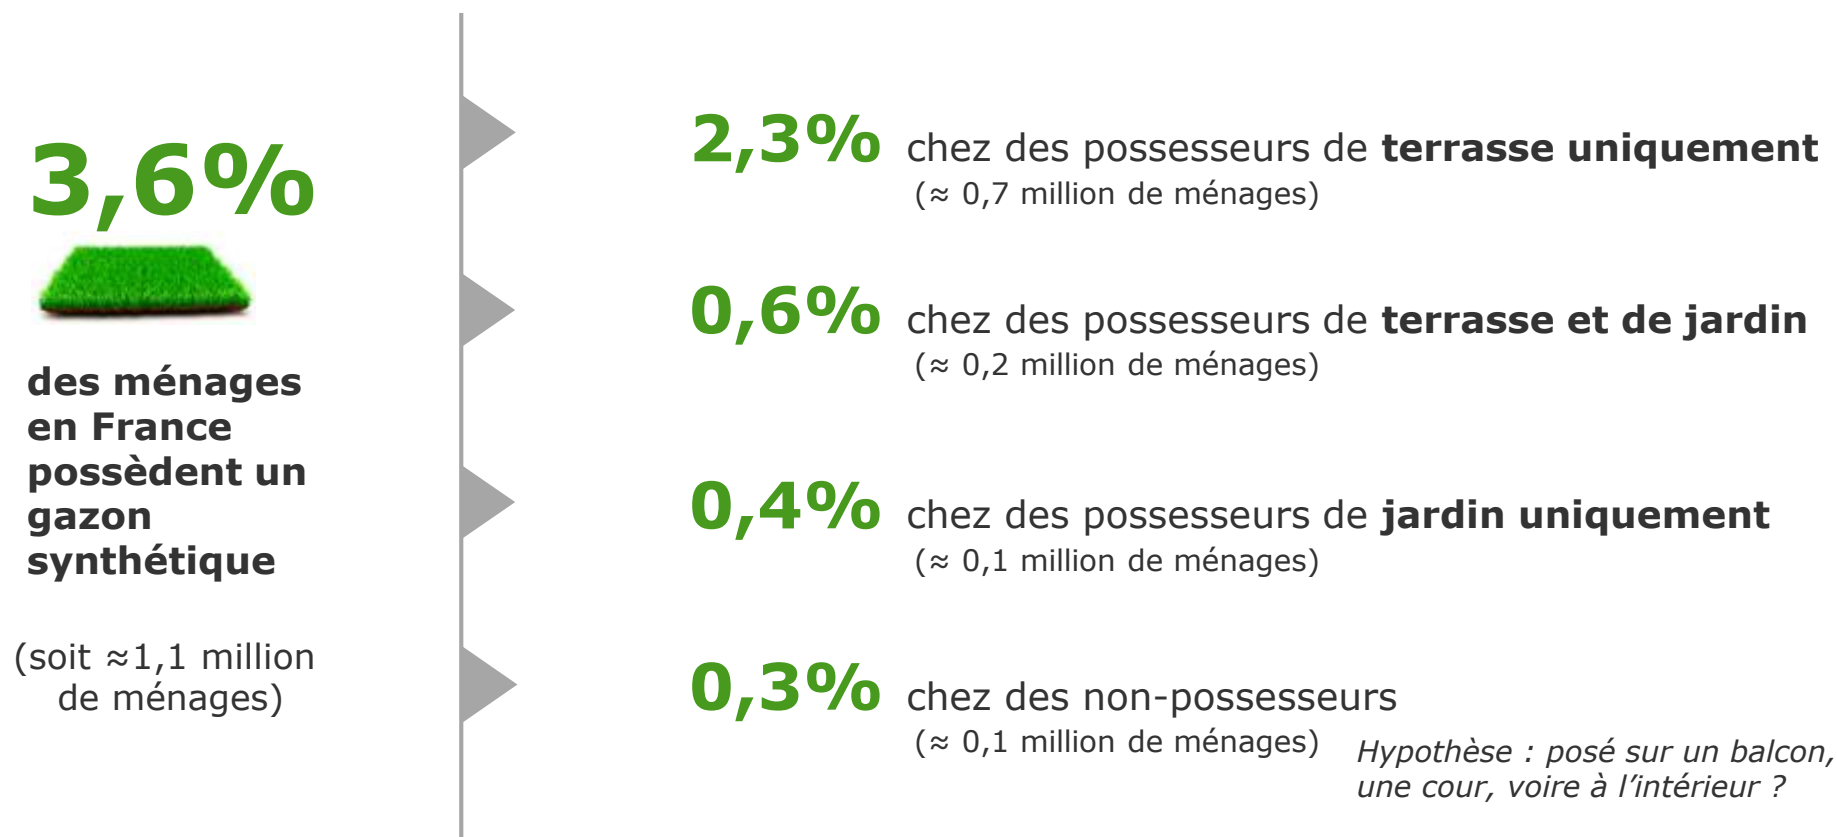 3,6%
des ménages
en France
possèdent un
gazon
synthétique
(soit ≈1,1 million
de ménages)
2,3% chez des possesseurs de terrasse uniquement
(≈ 0,7 million de ménages)
0,6% chez des possesseurs de terrasse et de jardin
(≈ 0,2 million de ménages)
0,4% chez des possesseurs de jardin uniquement
(≈ 0,1 million de ménages)
0,3% chez des non-possesseurs
(≈ 0,1 million de ménages)
Hypothèse : posé sur un balcon,
une cour, voire à l’intérieur ?